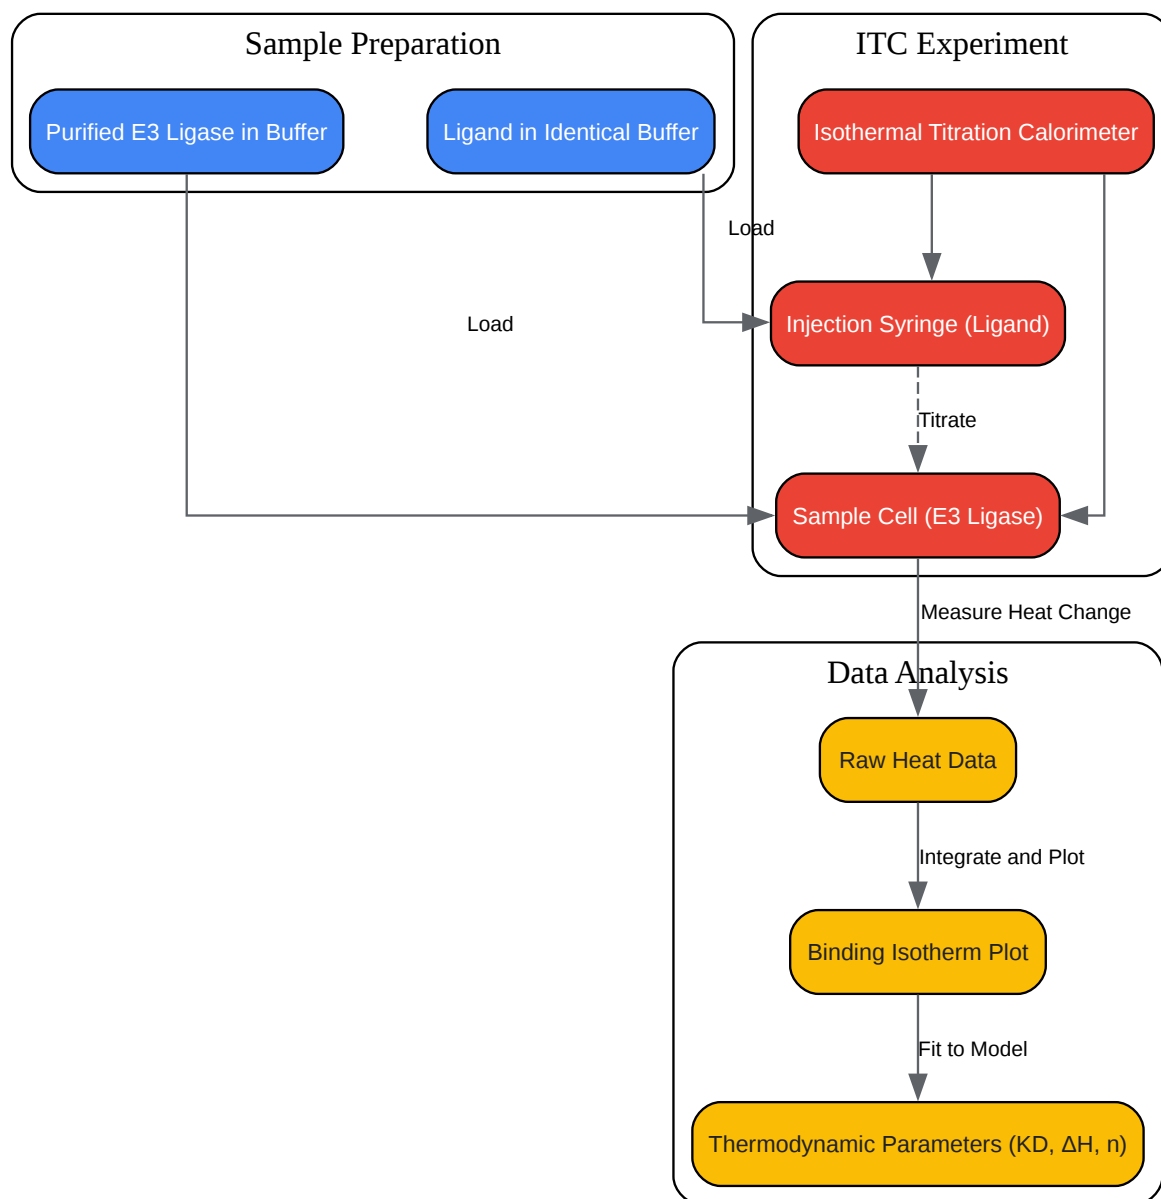 Sample Preparation
ITC Experiment
Purified E3 Ligase in Buffer
Ligand in Identical Buffer
Isothermal Titration Calorimeter
Load
Injection Syringe (Ligand)
Load
Titrate
Sample Cell (E3 Ligase)
Measure Heat Change
Data Analysis
Raw Heat Data
Integrate and Plot
Binding Isotherm Plot
Fit to Model
Thermodynamic Parameters (KD, ΔH, n)